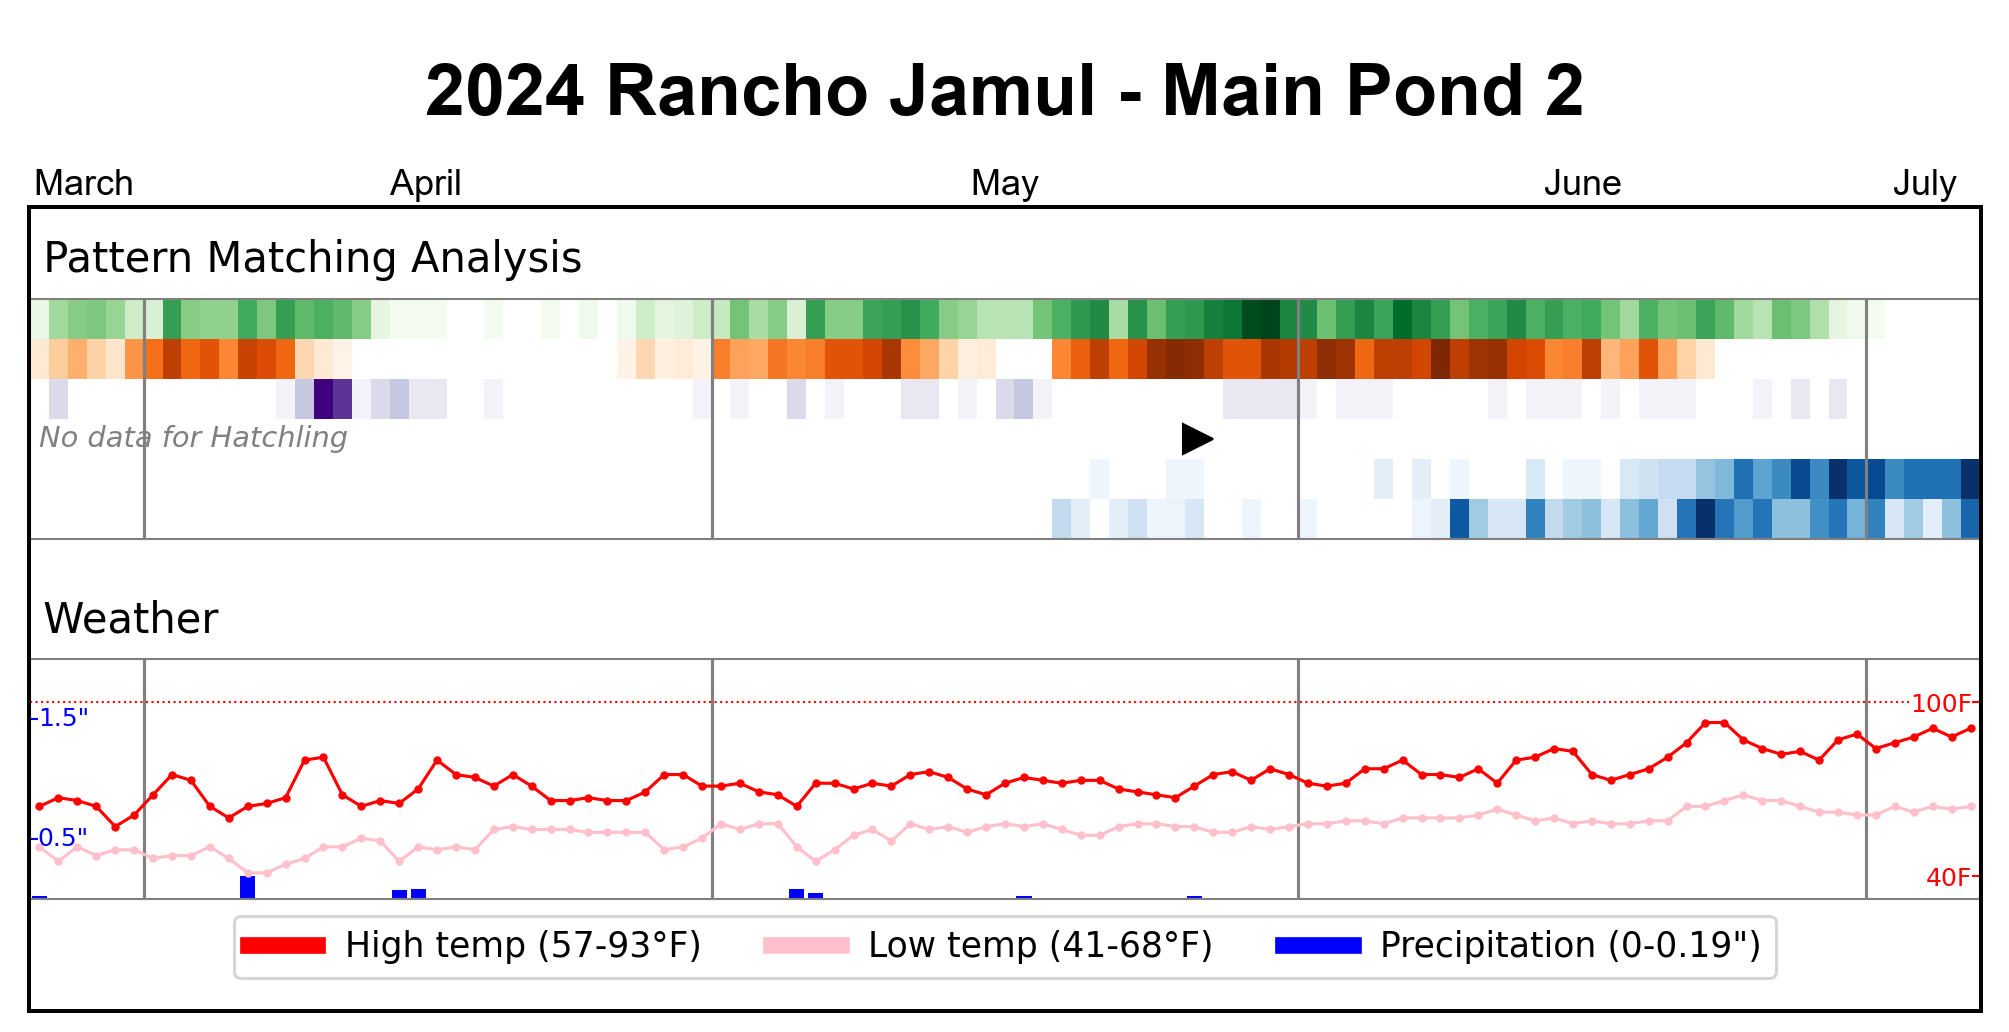 2024 Rancho Jamul - Main Pond 2
March April May June July
Pattern Matching Analysis
No data for Hatchling
Weather
1.5" 100F
0.5"
40F
High temp (57-93°F) Low temp (41-68°F) Precipitation (0-0.19")